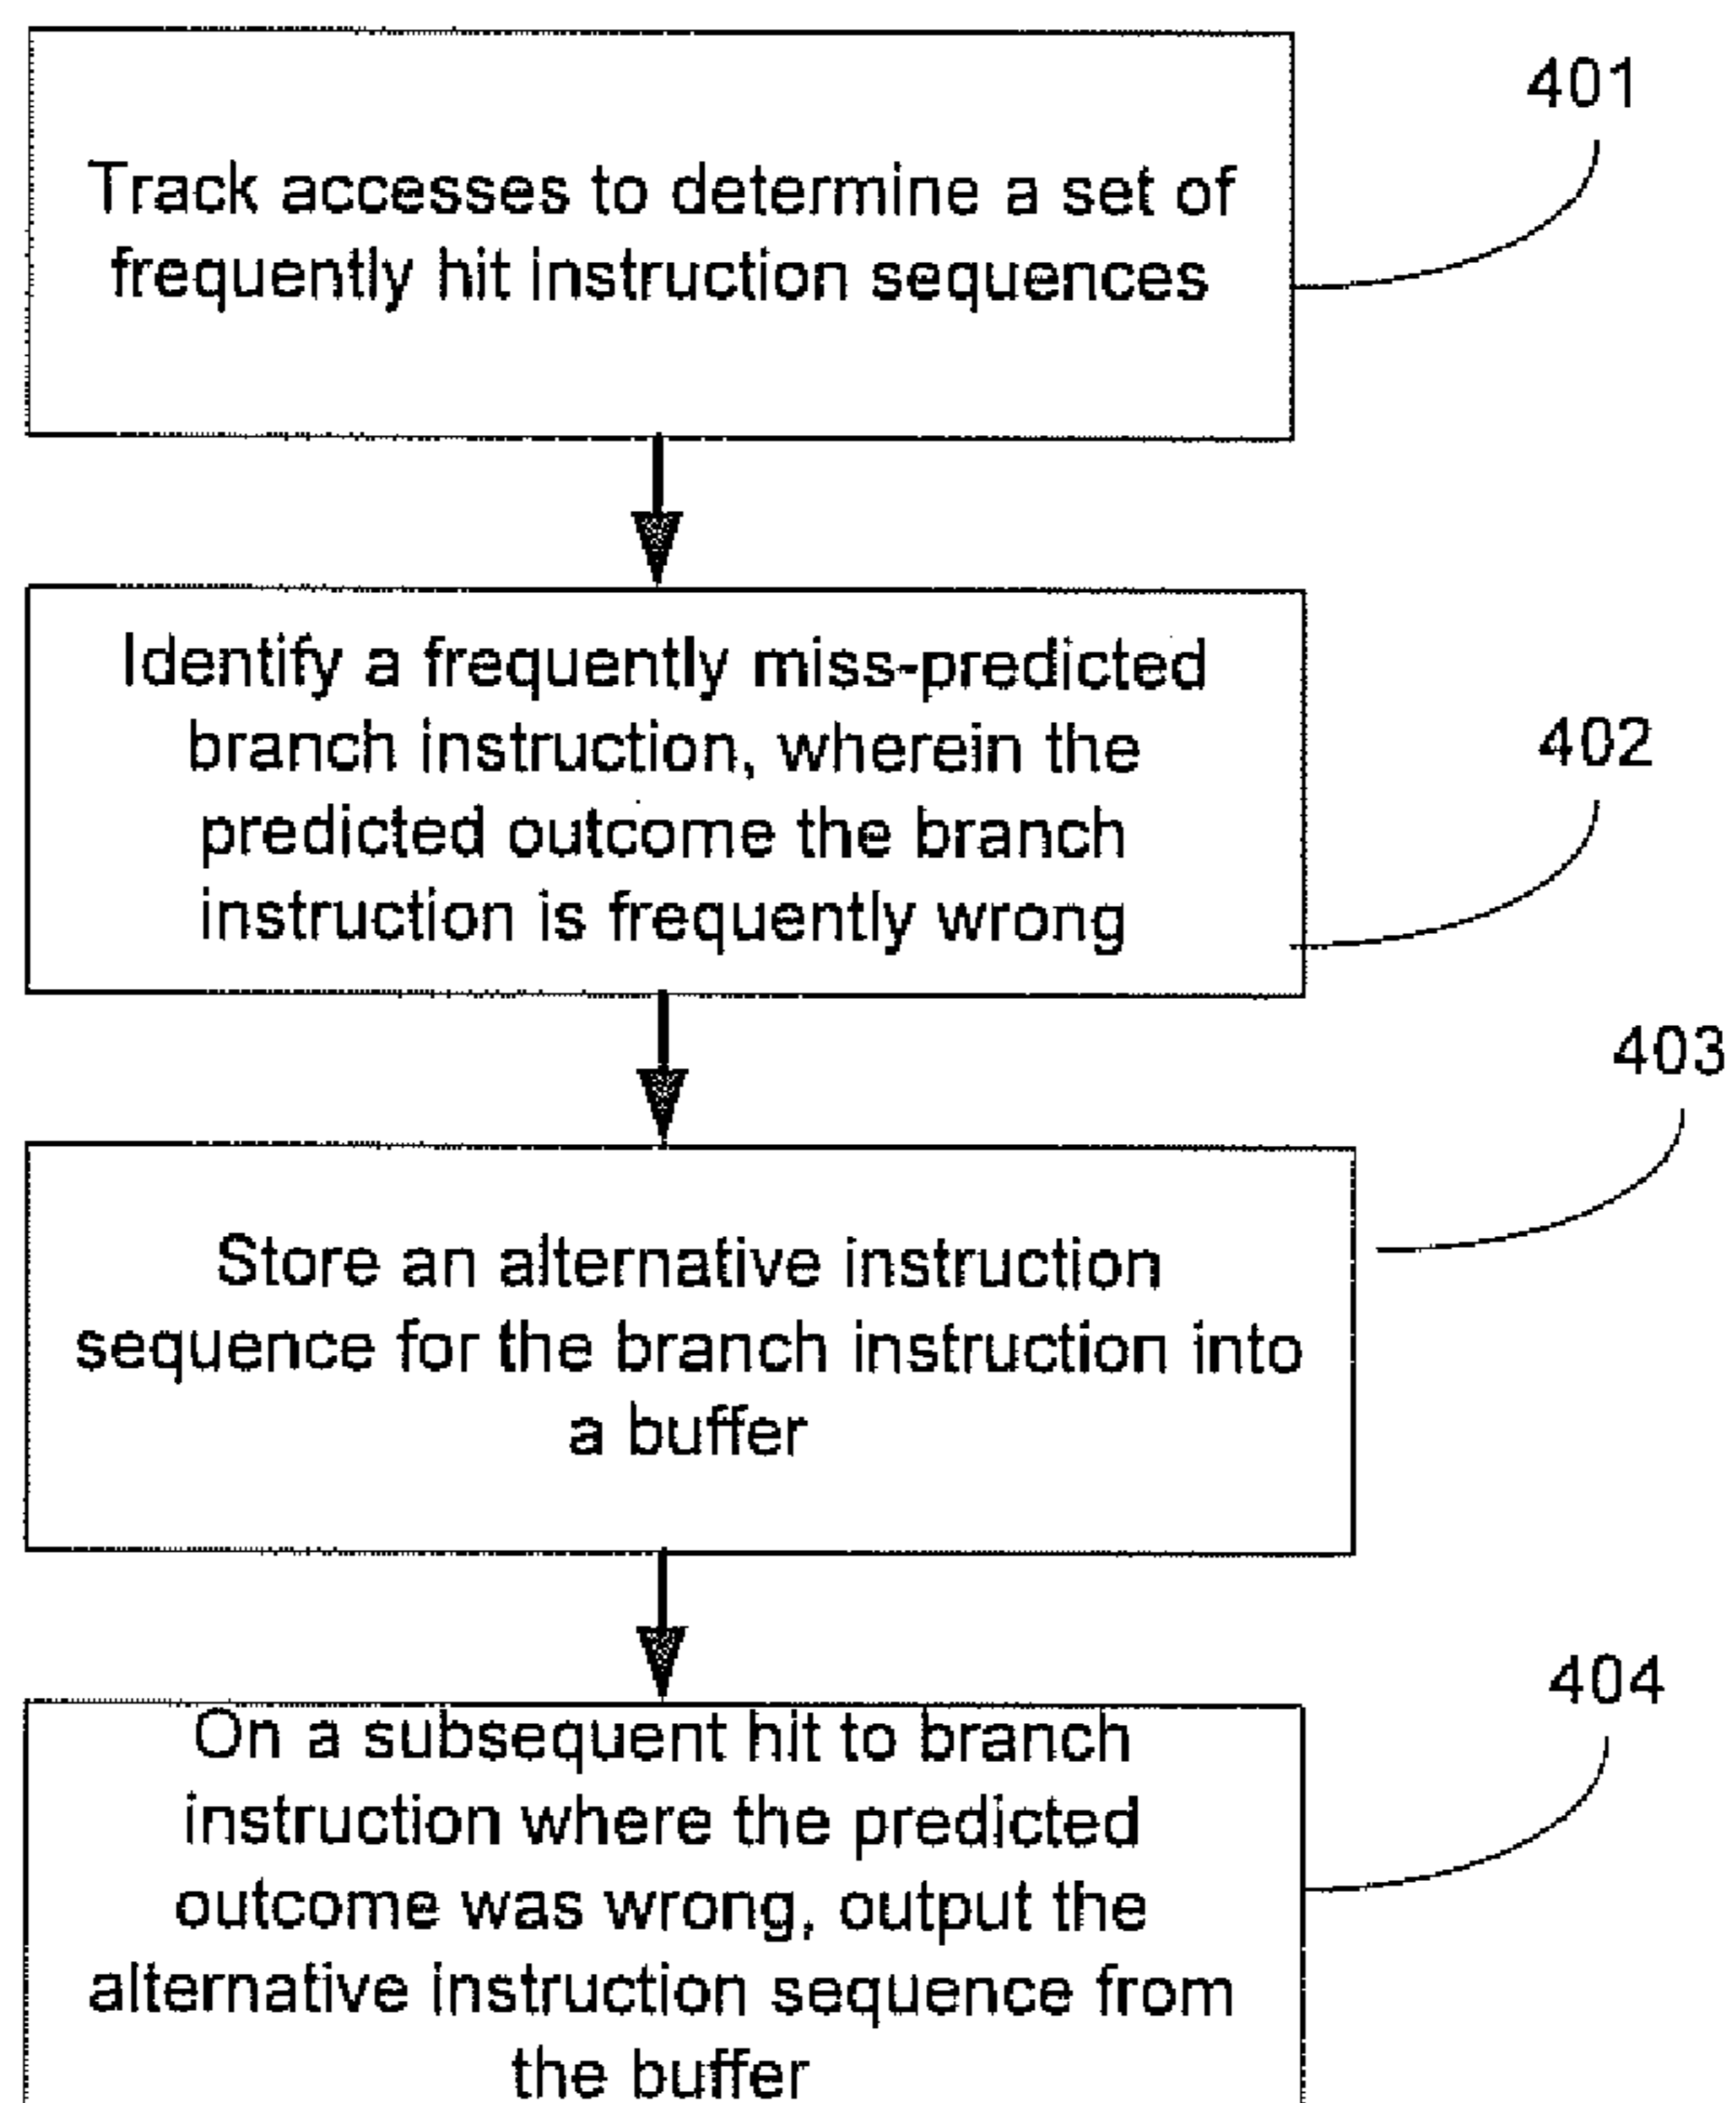 401
Track accesses to determine a set of
frequently hit instruction sequences
Identify a frequently miss-predicted
branch instruction, wherein the
predicted outcome the branch
instruction is frequently wrong
402
403
Store an alternative instruction
sequence for the branch instruction into
a buffer
404
On a subsequent hit to branch
instruction where the predicted
outcome was wrong, output the
alternative instruction sequence from
the buffer